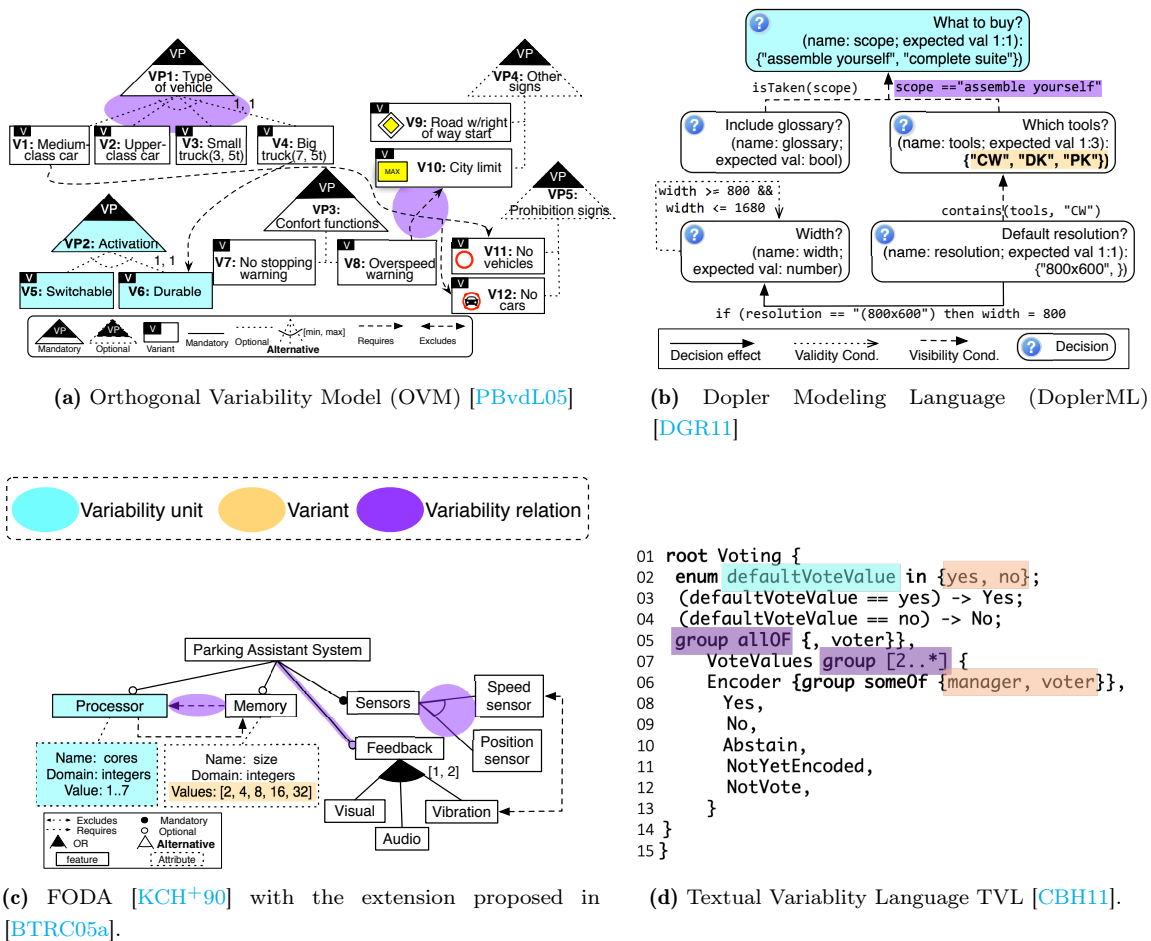 VP
VP1: Type
of vehicle
1, 1
V
V1: Medium-
class car
V
V2: Upper-
class car
V
V3: Small
truck(3, 5t)
V
V4: Big
truck(7, 5t)
VP
VP4: Other
signs
V
V9: Road w/right
of way start
V
MAX
V10: City limit
VP
VP2: Activation
1, 1
V
V5: Switchable
V
V6: Durable
VP
VP3:
Confort functions
V
V7: No stopping
warning
V
V8: Overspeed
warning
VP
VP5:
Prohibition signs.
V
V11: No
vehicles
V
V12: No
cars
VP
Mandatory
VP
Optional
V
Variant
Mandatory
Optional
[min, max]
Alternative
Requires
Excludes
(a) Orthogonal Variability Model (OVM) [PBvdL05]
?
What to buy?
(name: scope; expected val 1:1):
{"assemble yourself", "complete suite"})
isTaken(scope)
scope =="assemble yourself"
?
Include glossary?
(name: glossary;
expected val: bool)
?
Which tools?
(name: tools; expected val 1:3):
{"CW", "DK", "PK"})
width >= 800 &&
width <= 1680
contains(tools, "CW")
?
Width?
(name: width;
expected val: number)
?
Default resolution?
(name: resolution; expected val 1:1):
{"800x600", })
if (resolution == "(800x600") then width = 800
Decision effect
Validity Cond.
Visibility Cond.
?
Decision
(b) Dopler Modeling Language (DoplerML)
[DGR11]
Variability unit
Variant
Variability relation
Parking Assistant System
Processor
Memory
Sensors
Speed
sensor
Position
sensor
Feedback
[1, 2]
Name: cores
Domain: integers
Value: 1..7
Name: size
Domain: integers
Values: [2, 4, 8, 16, 32]
Visual
Audio
Vibration
Excludes
Requires
OR
feature
Mandatory
Optional
Alternative
Attribute
(c) FODA [KCH+90] with the extension proposed in
[BTRC05a].
01 root Voting {
02 enum defaultVoteValue in {yes, no};
03 (defaultVoteValue == yes) -> Yes;
04 (defaultVoteValue == no) -> No;
05 group allOF {, voter}},
07 VoteValues group [2..*] {
06 Encoder {group someOf {manager, voter}},
08 Yes,
09 No,
10 Abstain,
11 NotYetEncoded,
12 NotVote,
13 }
14 }
15 }
(d) Textual Variablity Language TVL [CBH11].